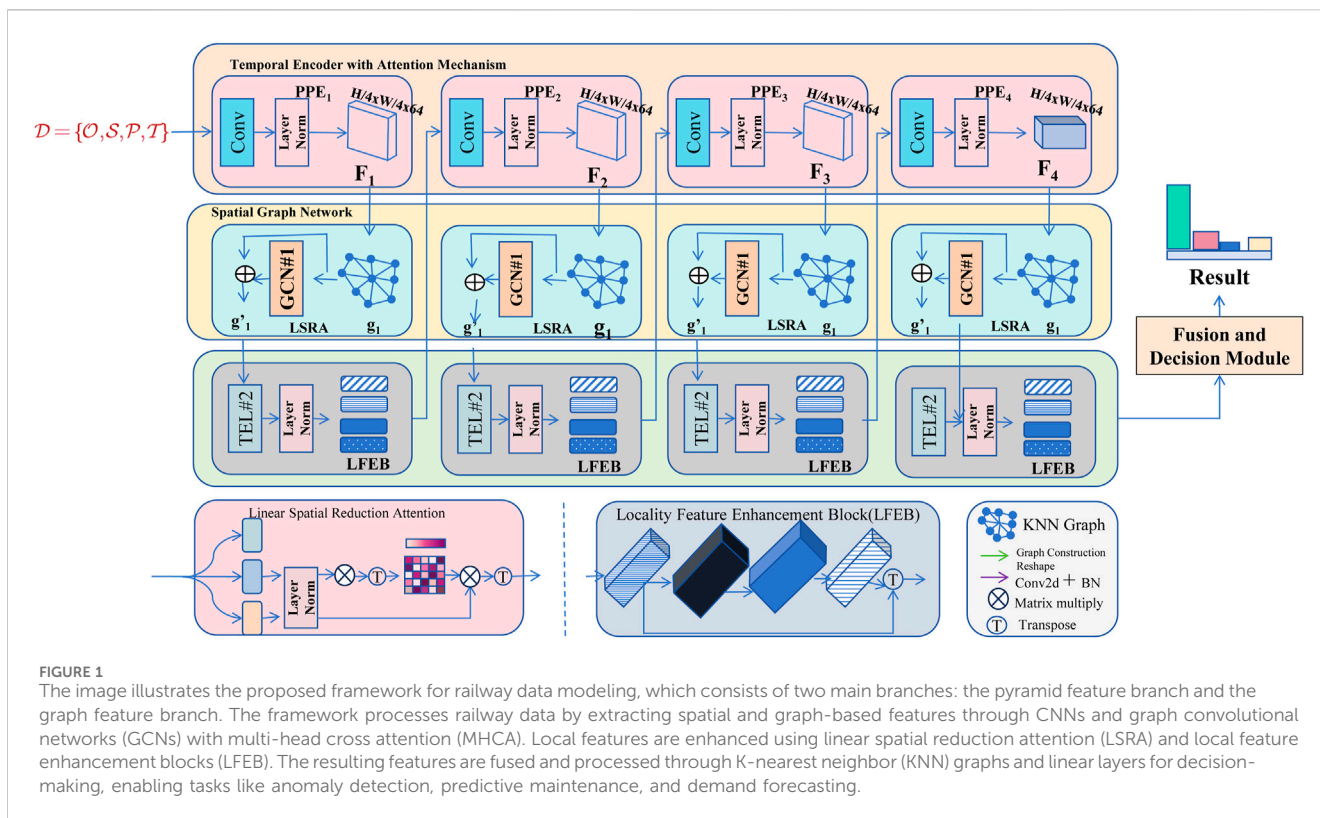 Temporal Encoder with Attention Mechanism
𝒟 = {𝒪,𝒮,𝒫,𝒯}
Conv
Layer Norm
PPE₁
H/4xW/4x64
F₁
Conv
Layer Norm
PPE₂
H/4xW/4x64
F₂
Conv
Layer Norm
PPE₃
H/4xW/4x64
F₃
Conv
Layer Norm
PPE₄
H/4xW/4x64
F₄
Spatial Graph Network
GCN#1
g'₁
LSRA
g₁
GCN#1
g'₁
LSRA
g₁
GCN#1
g'₁
LSRA
g₁
GCN#1
g'₁
LSRA
g₁
TEL#2
Layer Norm
LFEB
TEL#2
Layer Norm
LFEB
TEL#2
Layer Norm
LFEB
TEL#2
Layer Norm
LFEB
Result
Fusion and
Decision Module
Linear Spatial Reduction Attention
Layer Norm
T
T
Locality Feature Enhancement Block(LFEB)
T
KNN Graph
Graph Construction
Reshape
Conv2d + BN
Matrix multiply
T Transpose
FIGURE 1
The image illustrates the proposed framework for railway data modeling, which consists of two main branches: the pyramid feature branch and the
graph feature branch. The framework processes railway data by extracting spatial and graph-based features through CNNs and graph convolutional
networks (GCNs) with multi-head cross attention (MHCA). Local features are enhanced using linear spatial reduction attention (LSRA) and local feature
enhancement blocks (LFEB). The resulting features are fused and processed through K-nearest neighbor (KNN) graphs and linear layers for decision-
making, enabling tasks like anomaly detection, predictive maintenance, and demand forecasting.